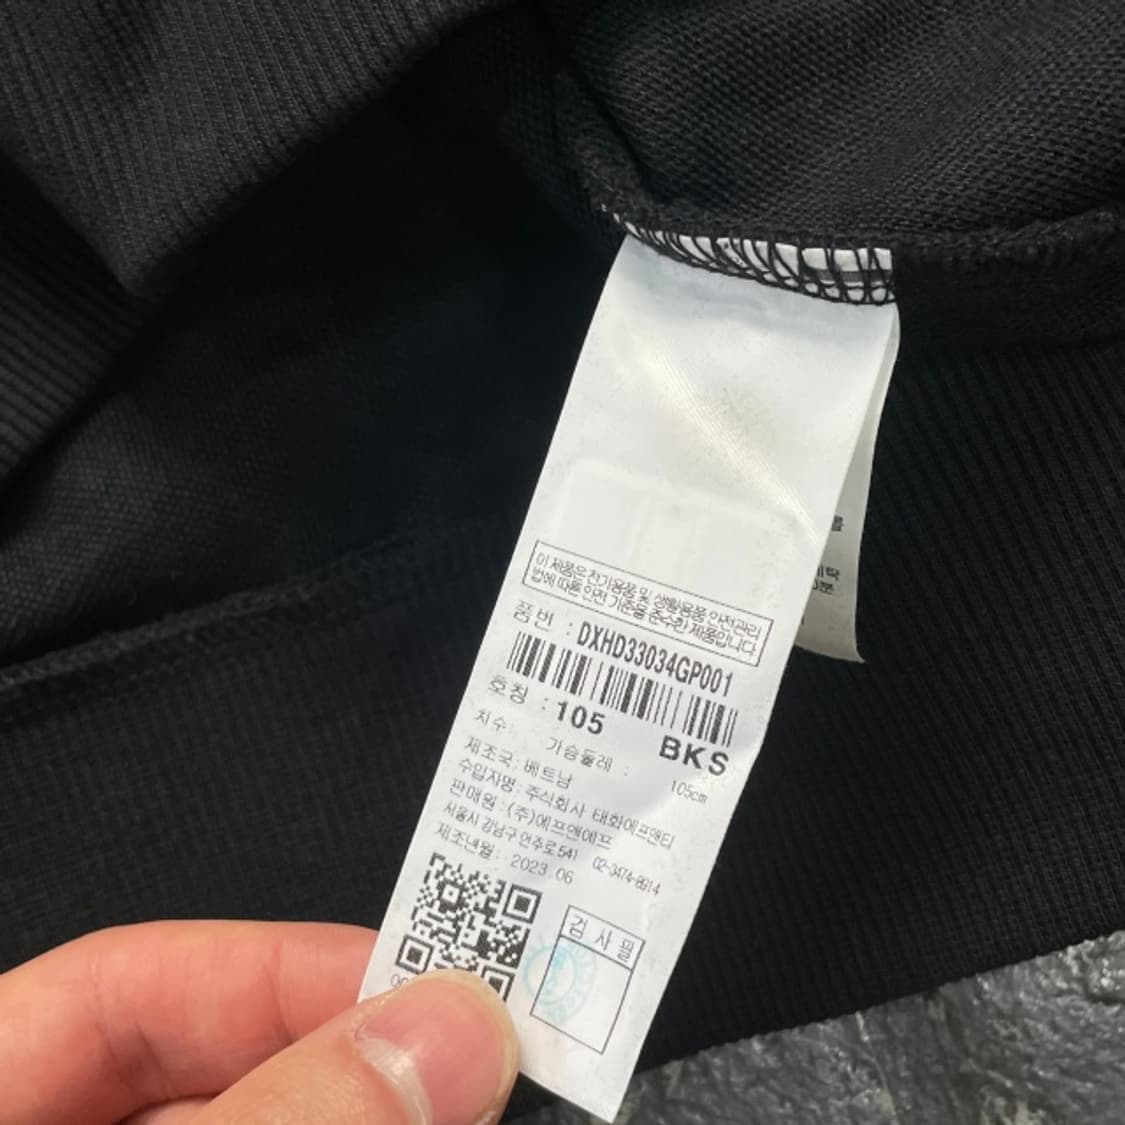 이 제품은 전기용품 및 생활용품 안전관리
법에 따른 안전 기준을 준수한 제품입니다
품번 : DXHD33034GP001
호칭 : 105 BKS
치수: 가슴둘레 : 105cm
제조국: 베트남
수입자명: 주식회사 태화에프앤티
판매원: (주)에프앤에프
서울시 강남구 언주로 541 02-3474-8914
제조년월: 2023.06
검사필